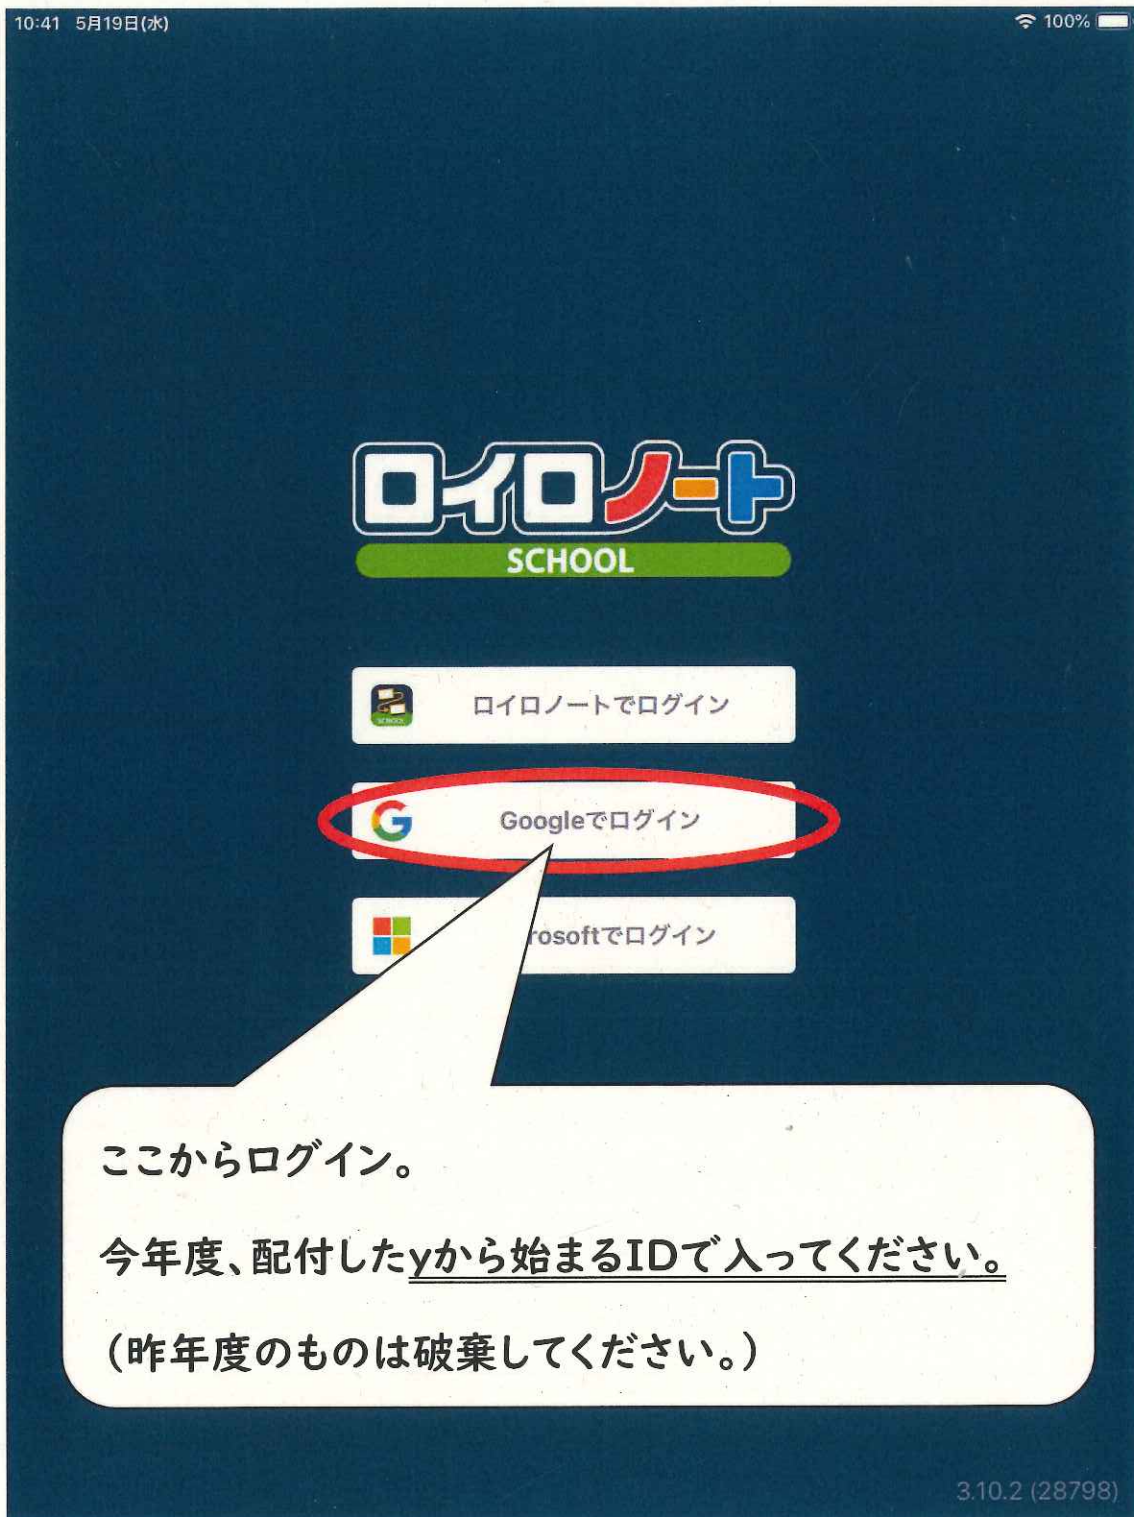 10:41 5月19日(水)
100%
ロイロノート
SCHOOL
SCHOOL
ロイロノートでログイン
Googleでログイン
rosoftでログイン
ここからログイン。
今年度、配付したyから始まるIDで入ってください。
(昨年度のものは破棄してください。)
3.10.2 (28798)